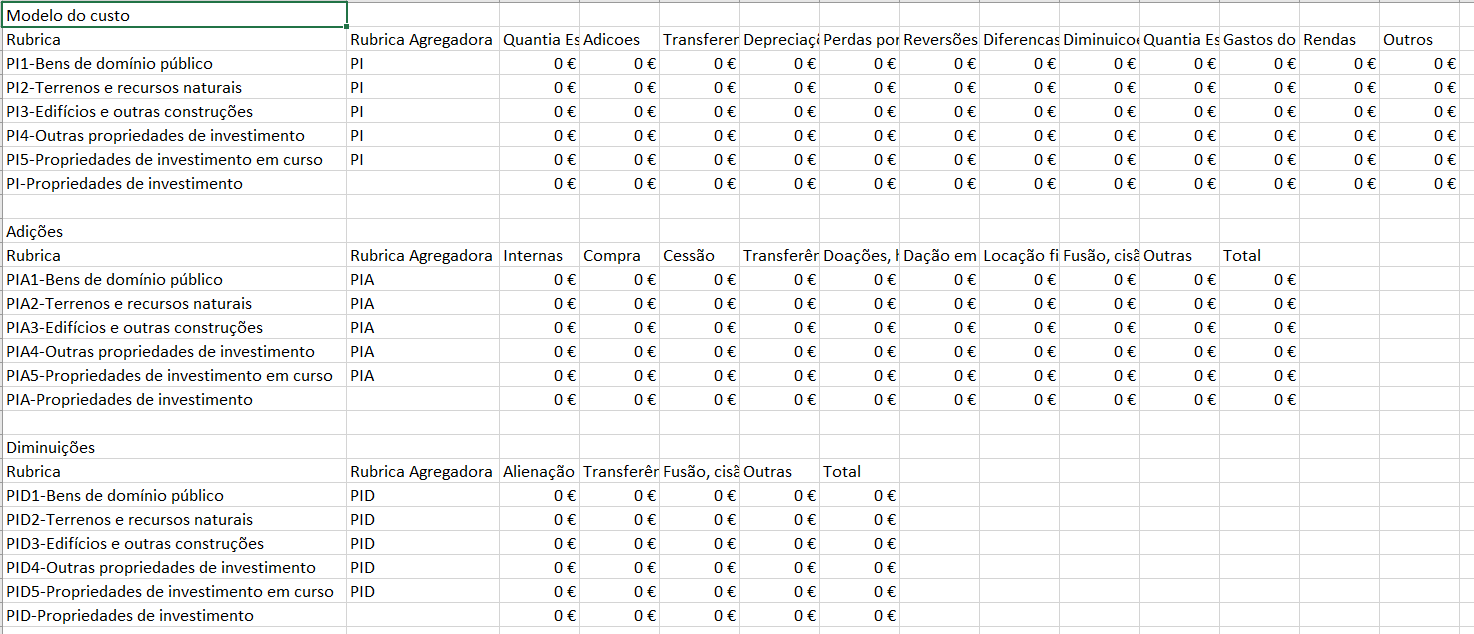 Modelo do custo
Rubrica Rubrica Agregadora Quantia Es Adicoes Transferer Depreciaç Perdas por Reversões Diferencas Diminuicoe Quantia Es Gastos do Rendas Outros
PI1-Bens de domínio público PI 0 € 0 € 0 € 0 € 0 € 0 € 0 € 0 € 0 € 0 € 0 € 0 €
PI2-Terrenos e recursos naturais PI 0 € 0 € 0 € 0 € 0 € 0 € 0 € 0 € 0 € 0 € 0 € 0 €
PI3-Edifícios e outras construções PI 0 € 0 € 0 € 0 € 0 € 0 € 0 € 0 € 0 € 0 € 0 € 0 €
PI4-Outras propriedades de investimento PI 0 € 0 € 0 € 0 € 0 € 0 € 0 € 0 € 0 € 0 € 0 € 0 €
PI5-Propriedades de investimento em curso PI 0 € 0 € 0 € 0 € 0 € 0 € 0 € 0 € 0 € 0 € 0 € 0 €
PI-Propriedades de investimento 0 € 0 € 0 € 0 € 0 € 0 € 0 € 0 € 0 € 0 € 0 € 0 €
Adições
Rubrica Rubrica Agregadora Internas Compra Cessão Transferêr Doações, h Dação em Locação fi Fusão, cisã Outras Total
PIA1-Bens de domínio público PIA 0 € 0 € 0 € 0 € 0 € 0 € 0 € 0 € 0 € 0 €
PIA2-Terrenos e recursos naturais PIA 0 € 0 € 0 € 0 € 0 € 0 € 0 € 0 € 0 € 0 €
PIA3-Edifícios e outras construções PIA 0 € 0 € 0 € 0 € 0 € 0 € 0 € 0 € 0 € 0 €
PIA4-Outras propriedades de investimento PIA 0 € 0 € 0 € 0 € 0 € 0 € 0 € 0 € 0 € 0 €
PIA5-Propriedades de investimento em curso PIA 0 € 0 € 0 € 0 € 0 € 0 € 0 € 0 € 0 € 0 €
PIA-Propriedades de investimento 0 € 0 € 0 € 0 € 0 € 0 € 0 € 0 € 0 € 0 €
Diminuições
Rubrica Rubrica Agregadora Alienação Transferêr Fusão, cisã Outras Total
PID1-Bens de domínio público PID 0 € 0 € 0 € 0 € 0 €
PID2-Terrenos e recursos naturais PID 0 € 0 € 0 € 0 € 0 €
PID3-Edifícios e outras construções PID 0 € 0 € 0 € 0 € 0 €
PID4-Outras propriedades de investimento PID 0 € 0 € 0 € 0 € 0 €
PID5-Propriedades de investimento em curso PID 0 € 0 € 0 € 0 € 0 €
PID-Propriedades de investimento 0 € 0 € 0 € 0 € 0 €